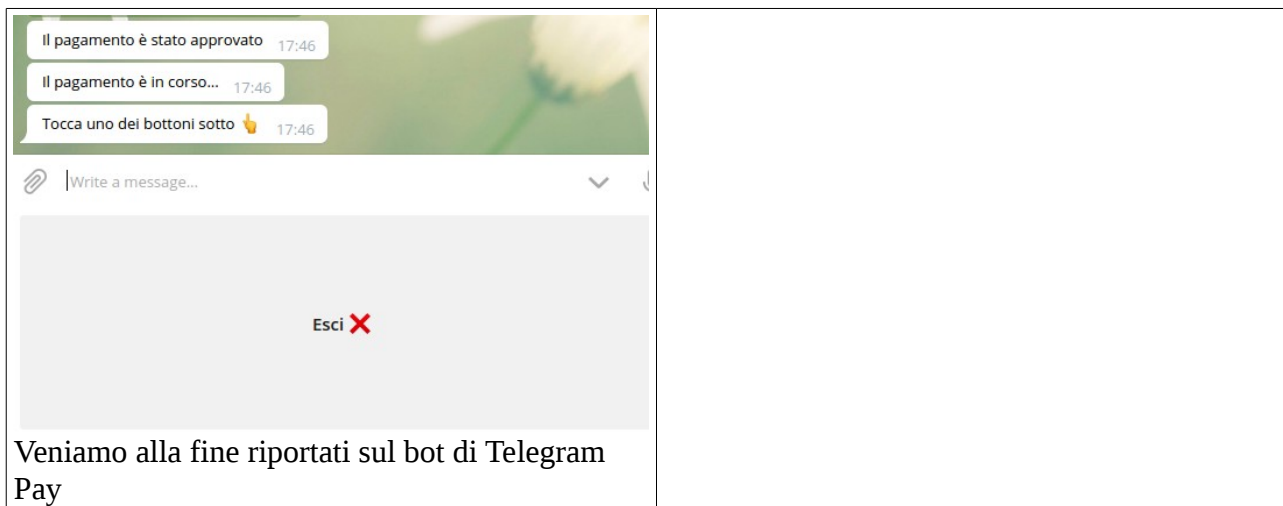 Il pagamento è stato approvato 17:46
Il pagamento è in corso... 17:46
Tocca uno dei bottoni sotto 👆 17:46
Write a message...
Esci ❌
Veniamo alla fine riportati sul bot di Telegram
Pay